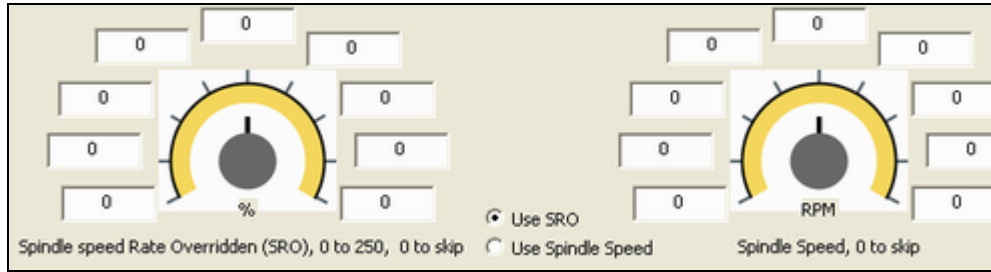 0 0
0 0 0 0
0 0 0 0
0 0 0 0
0 0 0 0
% RPM
Use SRO
Spindle speed Rate Overridden (SRO), 0 to 250, 0 to skip Use Spindle Speed Spindle Speed, 0 to skip